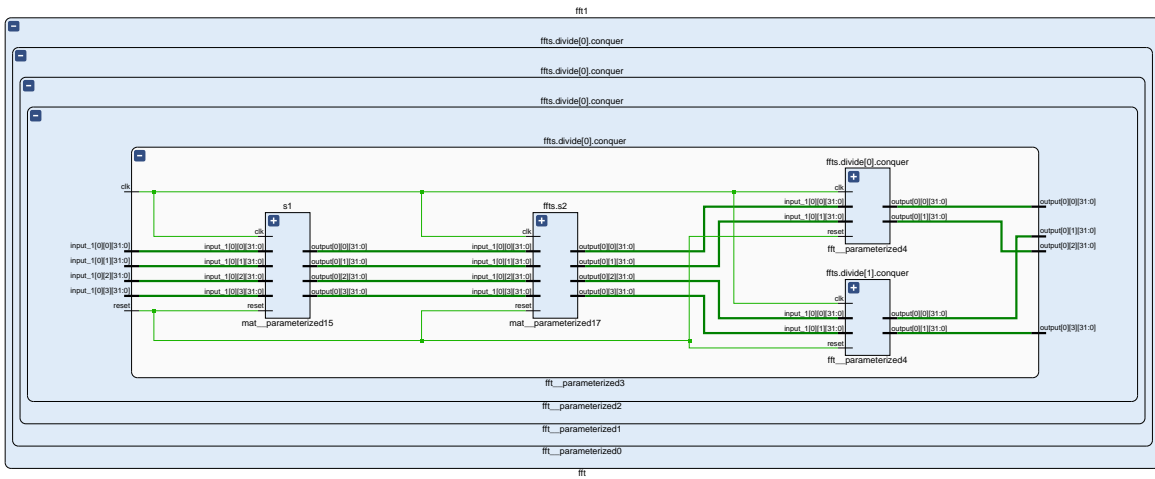 fft1
ffts.divide[0].conquer
ffts.divide[0].conquer
ffts.divide[0].conquer
ffts.divide[0].conquer
ffts.divide[0].conquer
clk
s1
ffts.s2
clk
input_1[0][0][31:0]
output[0][0][31:0]
output[0][0][31:0]
input_1[0][1][31:0]
output[0][1][31:0]
reset
fft__parameterized4
clk
clk
input_1[0][0][31:0]
input_1[0][0][31:0]
output[0][0][31:0]
input_1[0][0][31:0]
output[0][0][31:0]
output[0][1][31:0]
input_1[0][1][31:0]
input_1[0][1][31:0]
output[0][1][31:0]
input_1[0][1][31:0]
output[0][1][31:0]
output[0][2][31:0]
input_1[0][2][31:0]
input_1[0][2][31:0]
output[0][2][31:0]
input_1[0][2][31:0]
output[0][2][31:0]
ffts.divide[1].conquer
input_1[0][3][31:0]
input_1[0][3][31:0]
output[0][3][31:0]
input_1[0][3][31:0]
output[0][3][31:0]
clk
reset
reset
reset
mat__parameterized15
mat__parameterized17
input_1[0][0][31:0]
output[0][0][31:0]
input_1[0][1][31:0]
output[0][1][31:0]
output[0][3][31:0]
reset
fft__parameterized4
fft__parameterized3
fft__parameterized2
fft__parameterized1
fft__parameterized0
fft